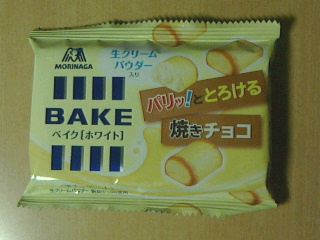 MORINAGA
生クリーム
パウダー
入り
BAKE
ベイク[ホワイト]
パリッ!ととろける
焼きチョコ